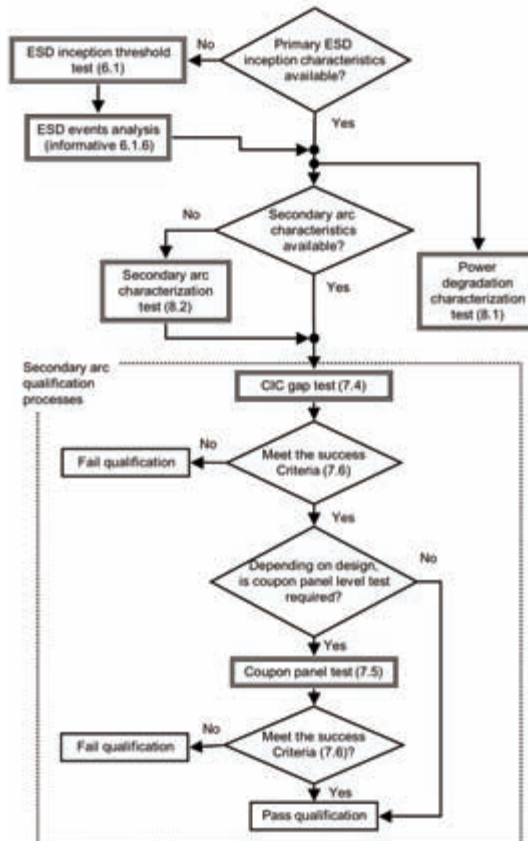 Primary ESD
inception characteristics
available?
No
ESD inception threshold
test (6.1)
Yes
ESD events analysis
(informative 6.1.6)
Secondary arc
characteristics
available?
No
Secondary arc
characterization
test (8.2)
Yes
Power
degradation
characterization
test (8.1)
Secondary arc
qualification
processes
CIC gap test (7.4)
No
Fail qualification
Meet the success
Criteria (7.6)
Yes
Depending on design,
is coupon panel level test
required?
No
Yes
Coupon panel test (7.5)
No
Fail qualification
Meet the success
Criteria (7.6)?
Yes
Pass qualification